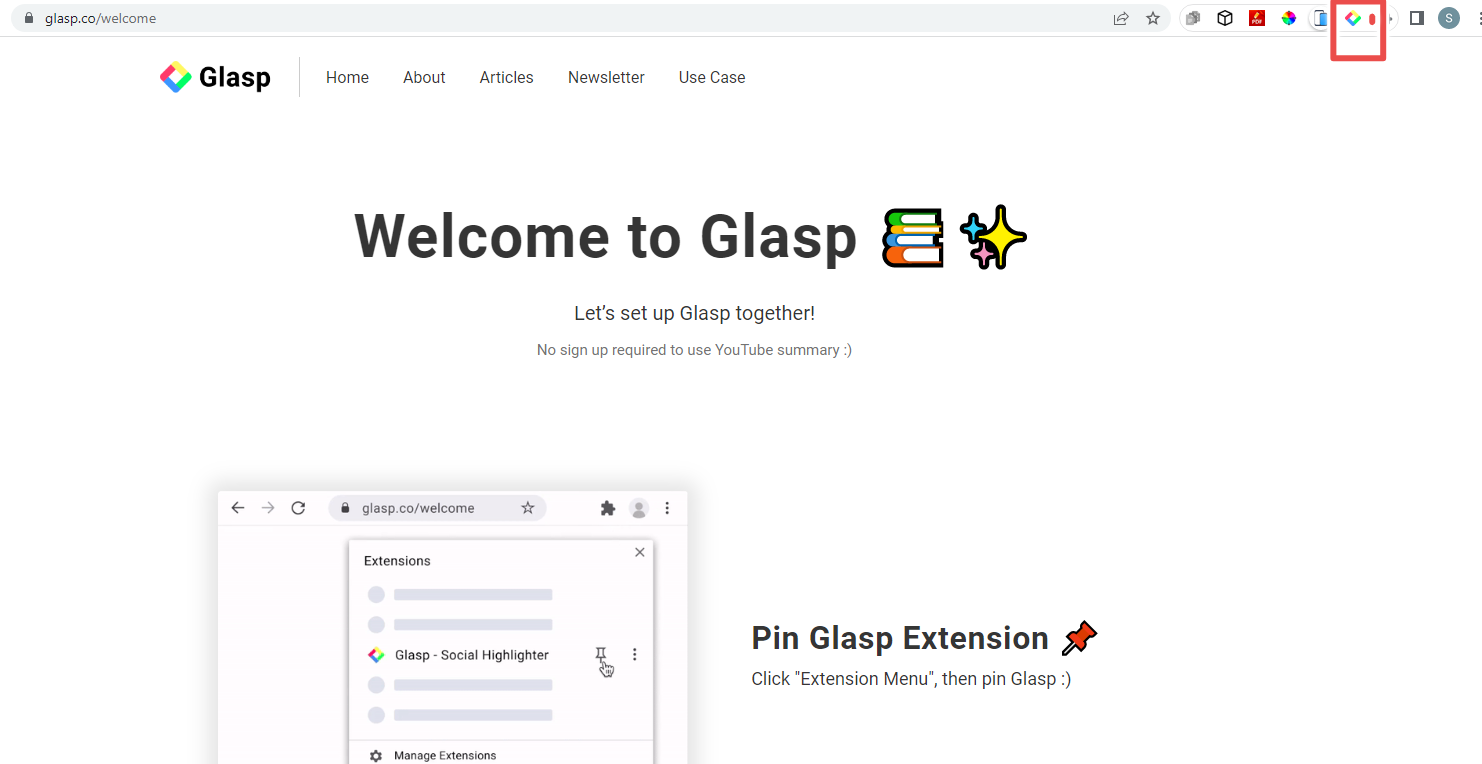 glasp.co/welcome
PDF
S
Glasp
Home About Articles Newsletter Use Case
Welcome to Glasp
Let's set up Glasp together!
No sign up required to use YouTube summary :)
glasp.co/welcome
Extensions
Glasp - Social Highlighter
Manage Extensions
Pin Glasp Extension
Click "Extension Menu", then pin Glasp :)